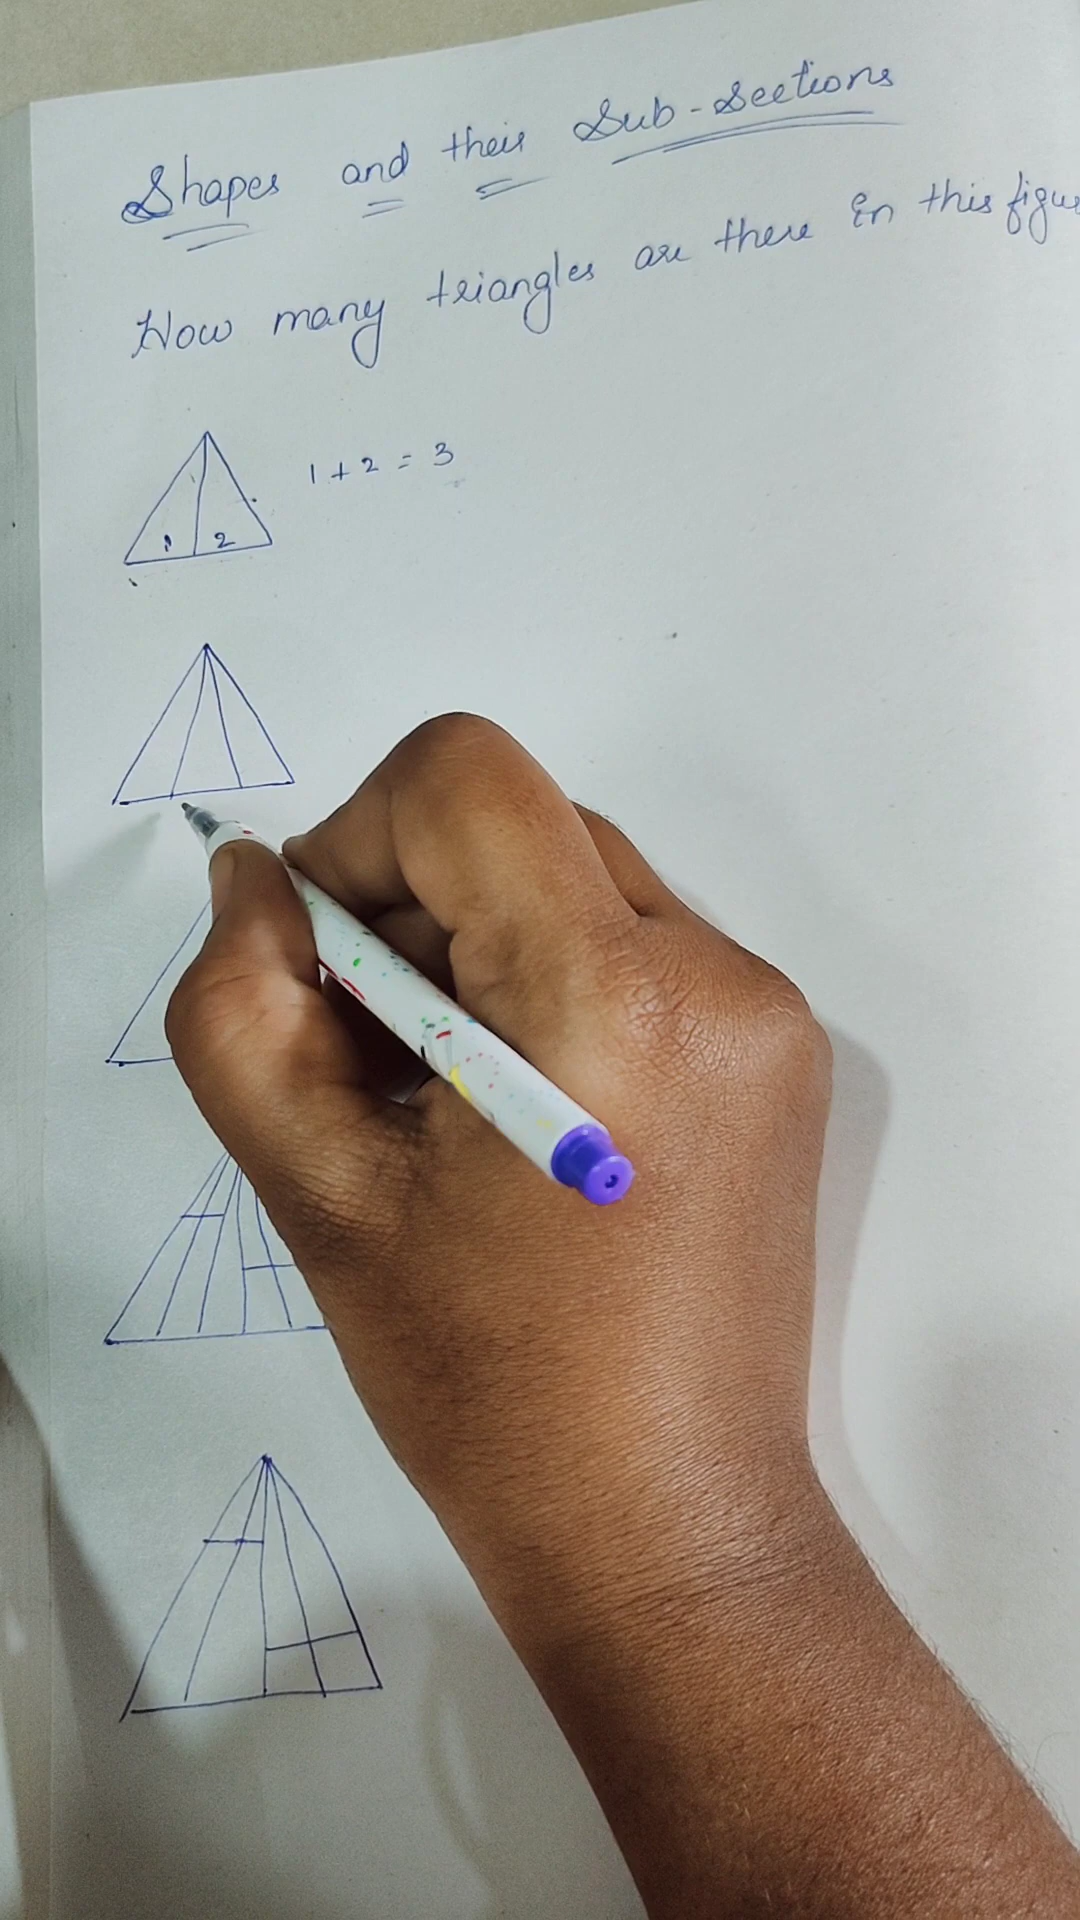 Shapes and their Sub-Sections
How many triangles are there in this figu
1 + 2 = 3
1 2